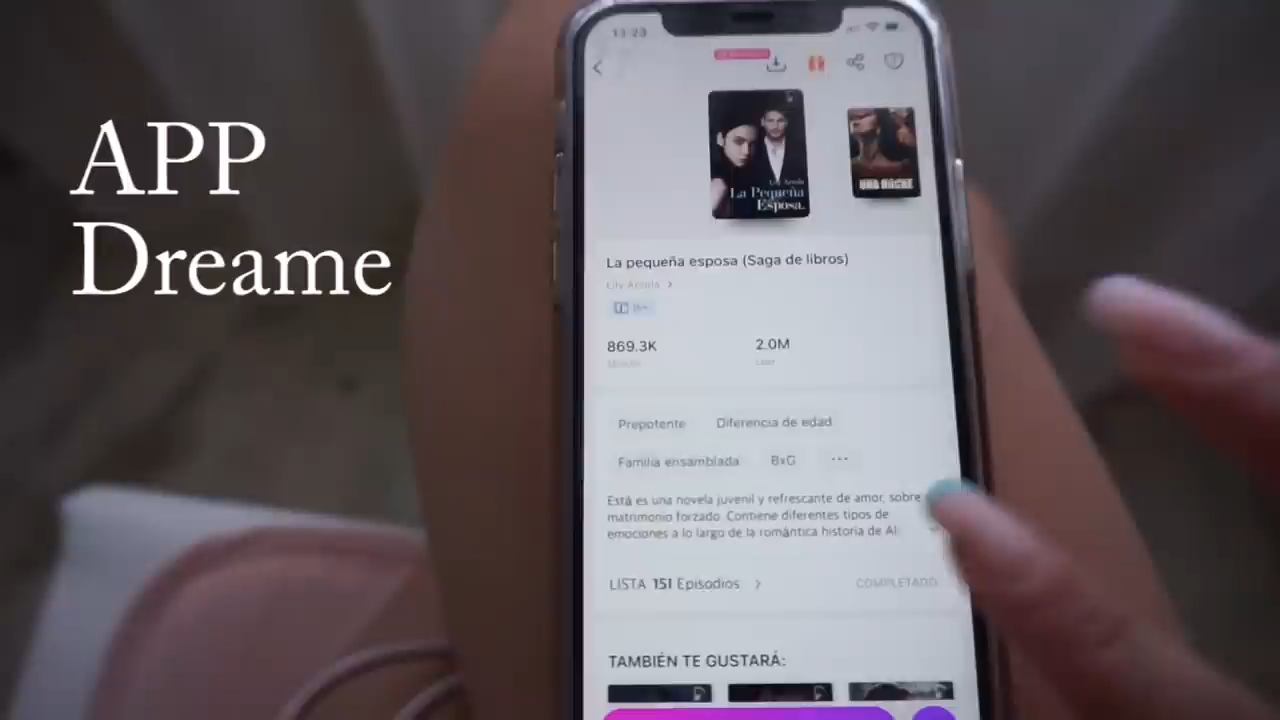 APP
Dreame
11:23
La Pequeña
Esposa.
UNA NOCHE
La pequeña esposa (Saga de libros)
869.3K
2.0M
Prepotente
Diferencia de edad
Familia ensamblada
BxG
...
Está es una novela juvenil y refrescante de amor, sobre
matrimonio forzado. Contiene diferentes tipos de
emociones a lo largo de la romántica historia de Al
LISTA 151 Episodios >
COMPLETADO
TAMBIÉN TE GUSTARÁ: